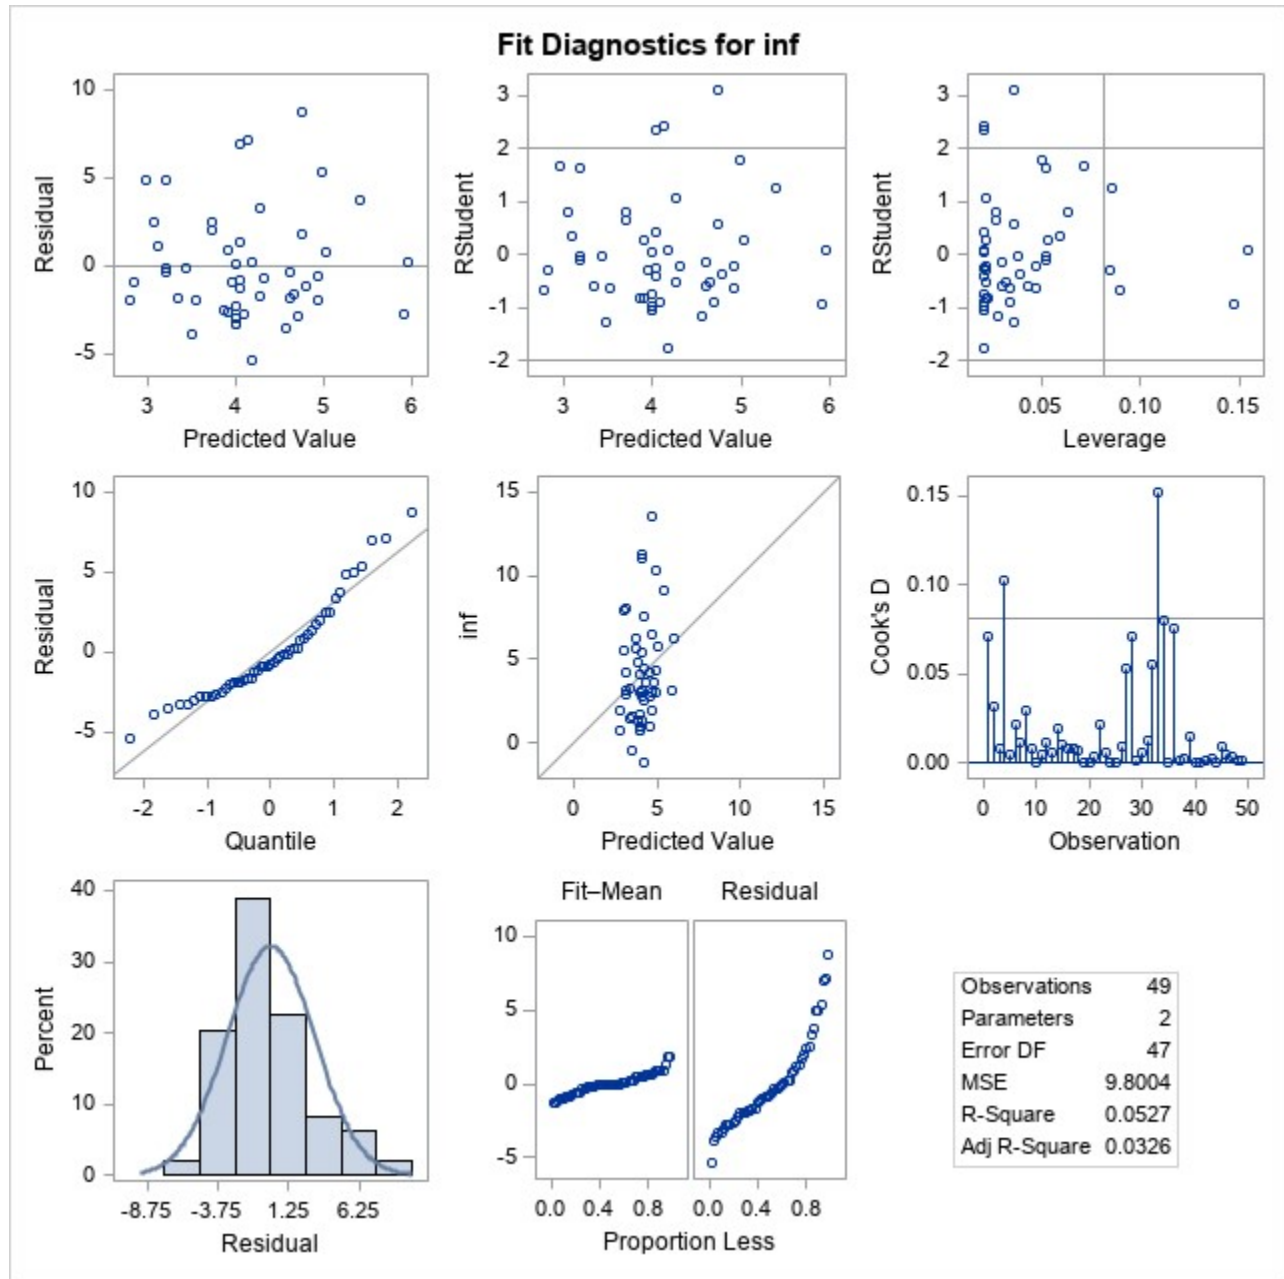 Fit Diagnostics for inf
Residual
10
5
0
-5
3 4 5 6
Predicted Value
RStudent
3
2
1
0
-1
-2
3 4 5 6
Predicted Value
RStudent
3
2
1
0
-1
-2
0.05 0.10 0.15
Leverage
Residual
10
5
0
-5
-2 -1 0 1 2
Quantile
inf
15
10
5
0
0 5 10 15
Predicted Value
Cook's D
0.15
0.10
0.05
0.00
0 10 20 30 40 50
Observation
Percent
40
30
20
10
0
-8.75 -3.75 1.25 6.25
Residual
Fit–Mean Residual
10
5
0
-5
0.0 0.4 0.8 0.0 0.4 0.8
Proportion Less
Observations 49
Parameters 2
Error DF 47
MSE 9.8004
R-Square 0.0527
Adj R-Square 0.0326